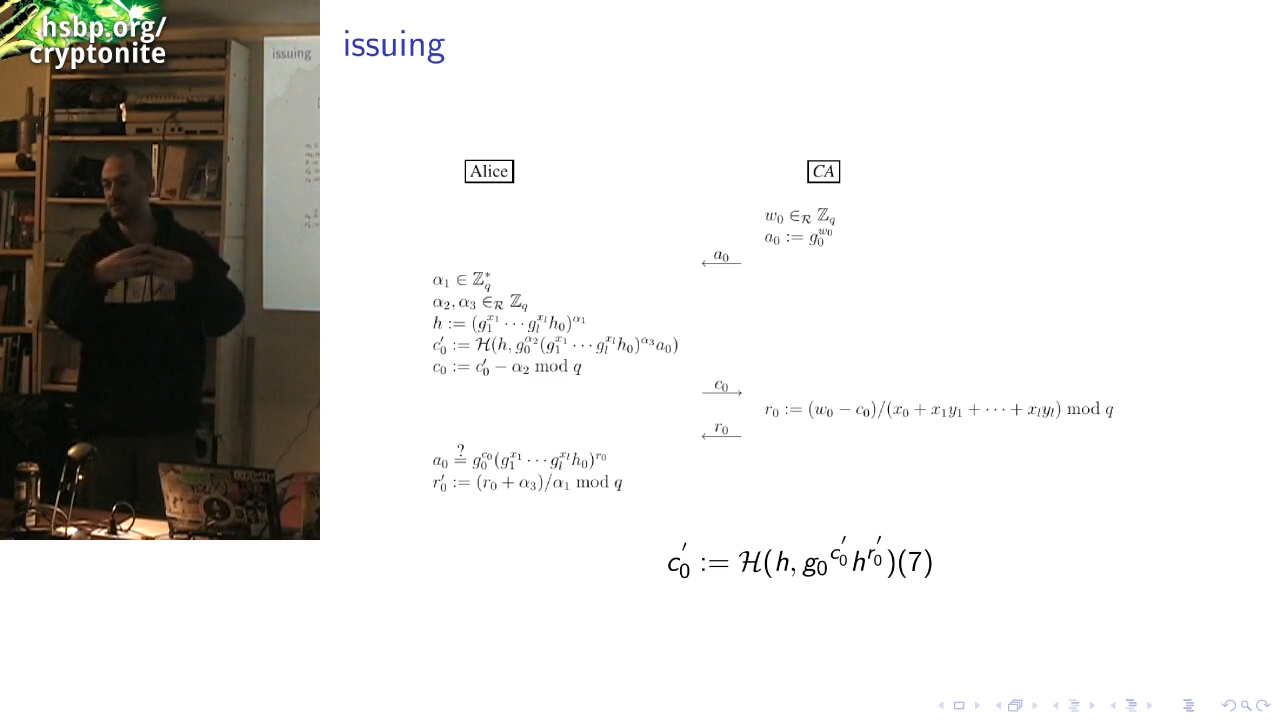 hsbp.org/
cryptonite
issuing
issuing
Alice
CA
w₀ ∈_ℛ ℤ_q
a₀ := g₀^{w₀}
a₀
α₁ ∈ ℤ_q^*
α₂, α₃ ∈_ℛ ℤ_q
h := (g₁^{x₁} ··· g_l^{x_l} h₀)^{α₁}
c₀′ := ℋ(h, g₀^{α₂}(g₁^{x₁} ··· g_l^{x_l} h₀)^{α₃} a₀)
c₀ := c₀′ − α₂ mod q
c₀
r₀ := (w₀ − c₀)/(x₀ + x₁y₁ + ··· + x_l y_l) mod q
r₀
a₀ ≟ g₀^{c₀}(g₁^{x₁} ··· g_l^{x_l} h₀)^{r₀}
r₀′ := (r₀ + α₃)/α₁ mod q
c₀′ := ℋ(h, g₀^{c₀′} h^{r₀′})(7)